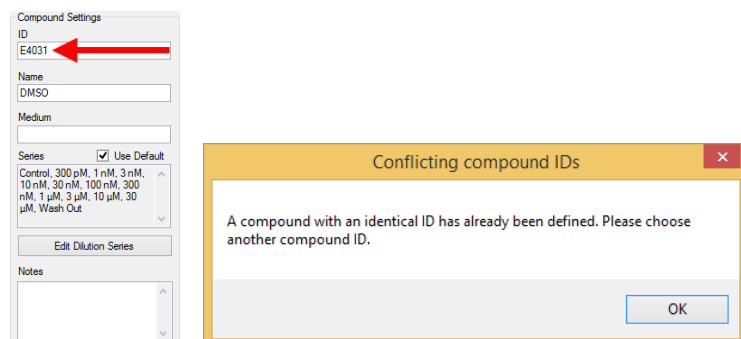 Compound Settings
ID
E4031
Name
DMSO
Medium
Series Use Default
Control, 300 pM, 1 nM, 3 nM,
10 nM, 30 nM, 100 nM, 300
nM, 1 µM, 3 µM, 10 µM, 30
µM, Wash Out
Edit Dilution Series
Notes
Conflicting compound IDs
A compound with an identical ID has already been defined. Please choose
another compound ID.
OK